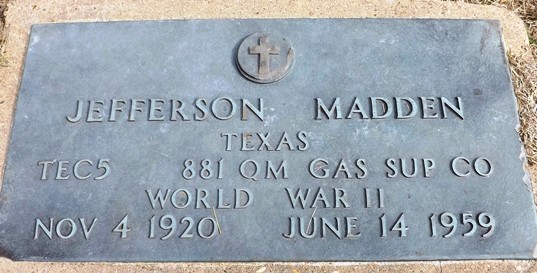 JEFFERSON MADDEN
TEXAS
TEC5 881 QM GAS SUP CO
WORLD WAR II
NOV 4 1920 JUNE 14 1959